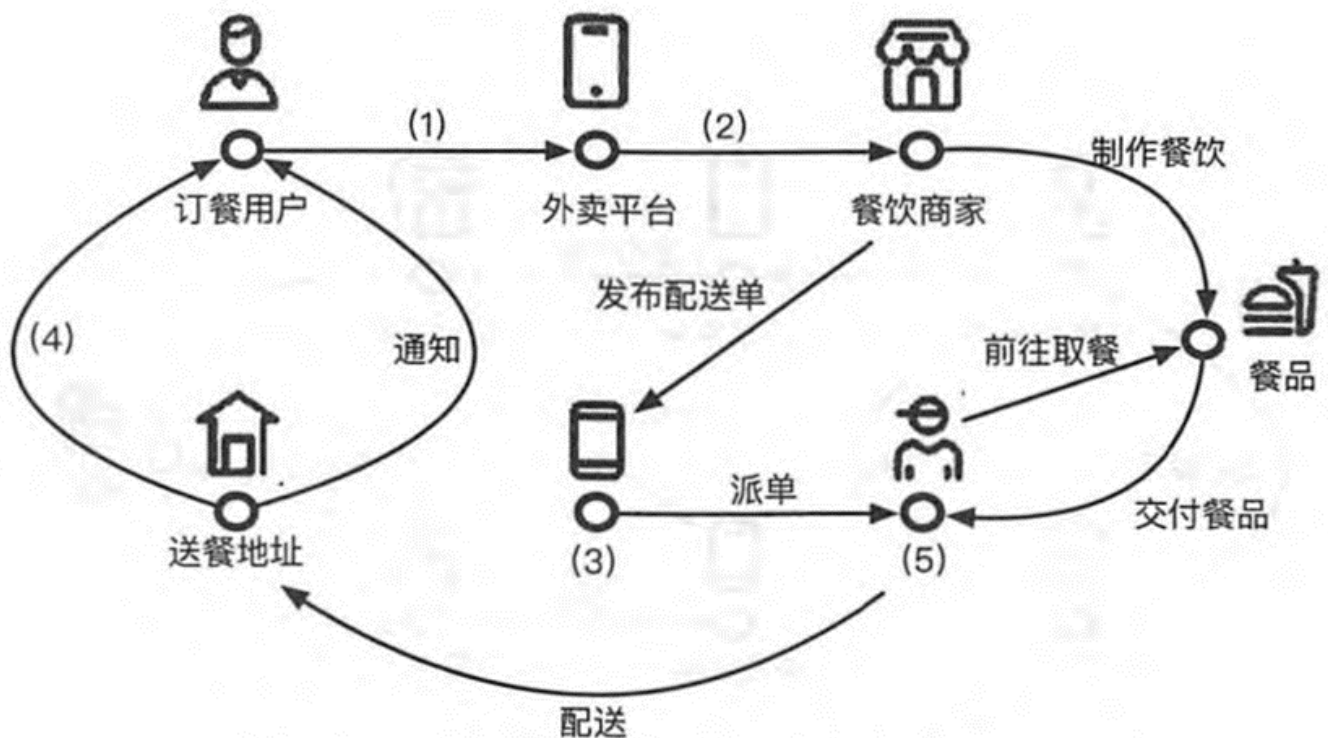 (1)
(2)
制作餐饮
订餐用户
外卖平台
餐饮商家
发布配送单
(4)
通知
前往取餐
餐品
派单
交付餐品
送餐地址
(3)
(5)
配送